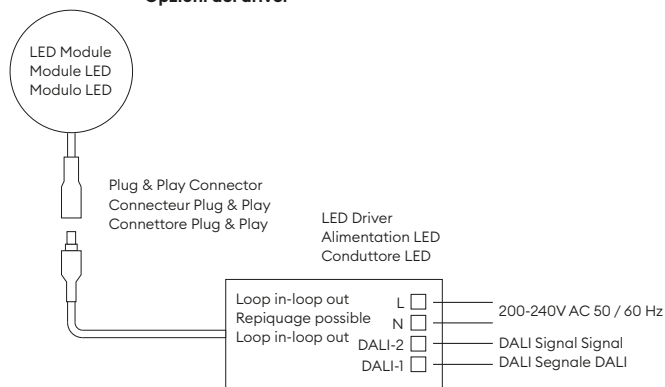 LED Module
Module LED
Modulo LED
Plug & Play Connector
Connecteur Plug & Play
Connettore Plug & Play
LED Driver
Alimentation LED
Conduttore LED
Loop in-loop out
Repiquage possible
Loop in-loop out
L
N
DALI-2
DALI-1
200-240V AC 50 / 60 Hz
DALI Signal Signal
DALI Segnale DALI